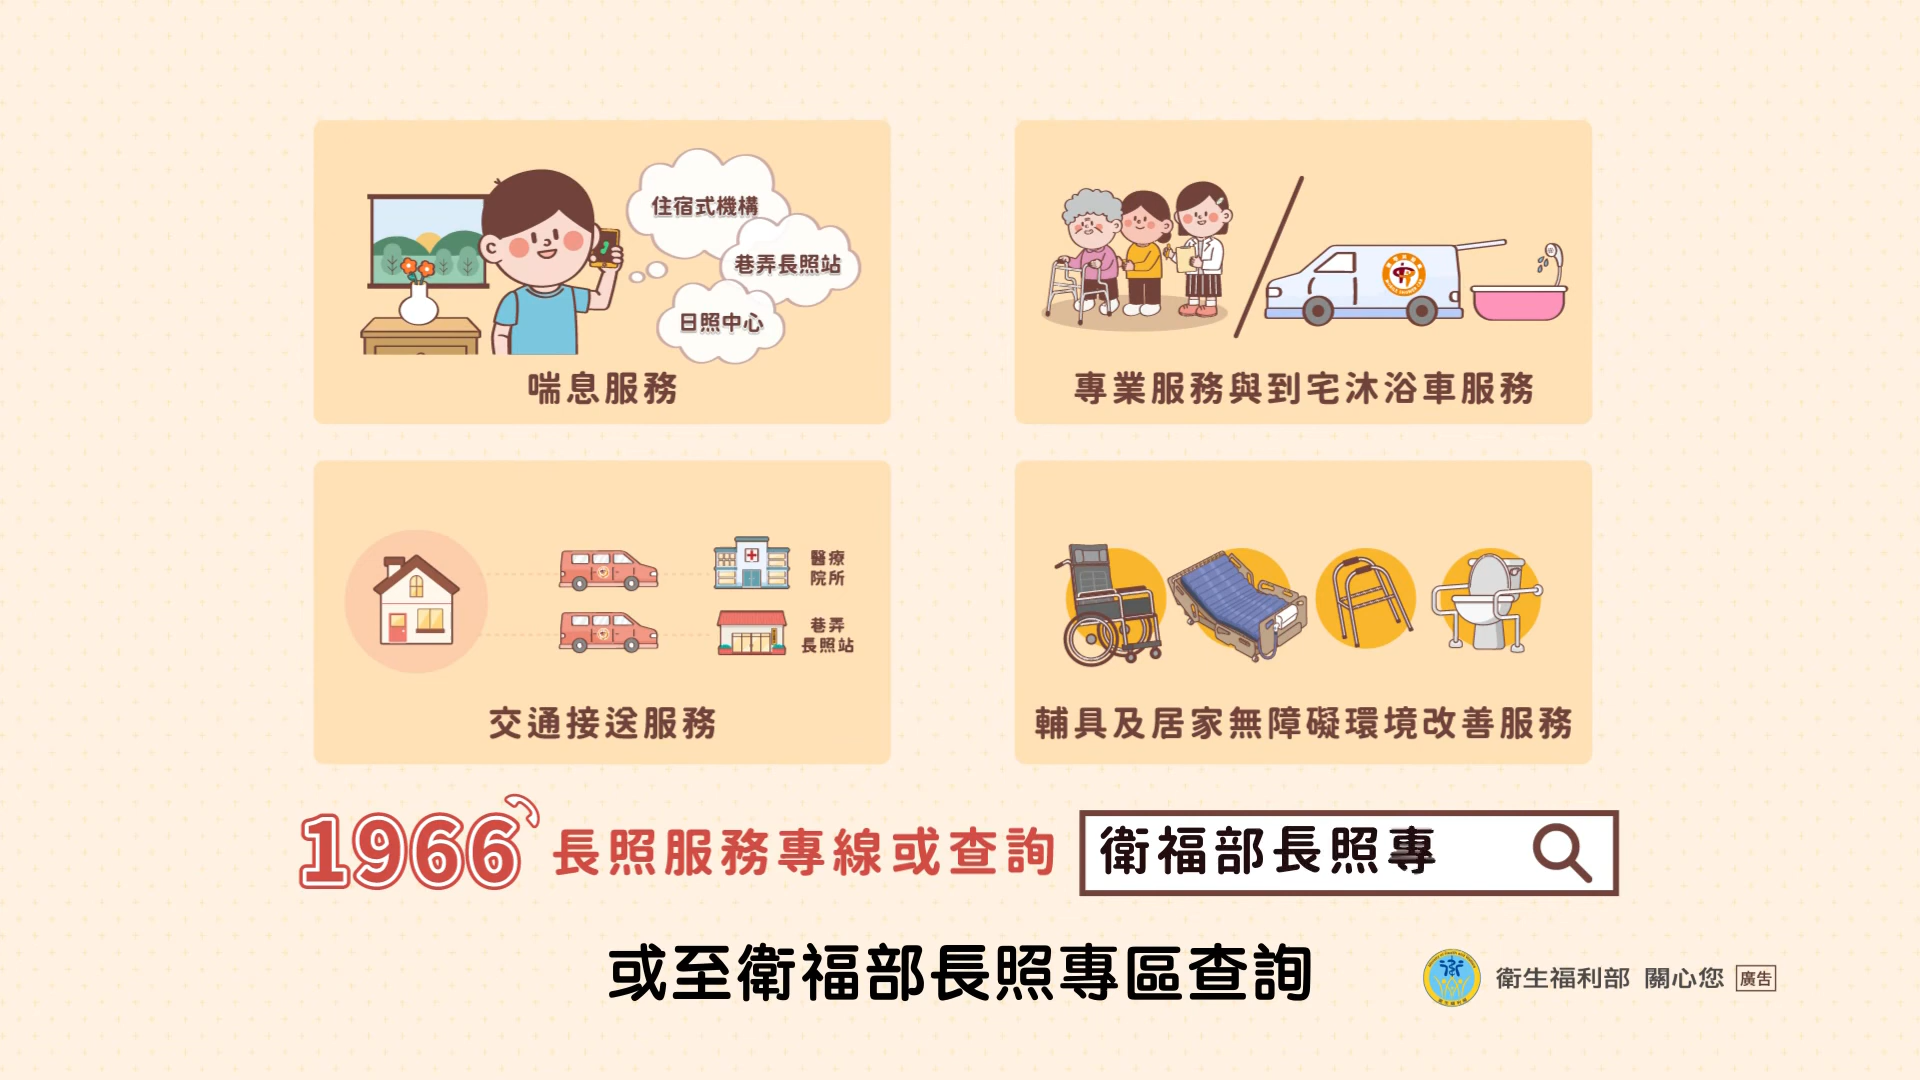 住宿式機構
巷弄長照站
日照中心
喘息服務
專業服務與到宅沐浴車服務
醫療
院所
巷弄
長照站
交通接送服務
輔具及居家無障礙環境改善服務
1966 長照服務專線或查詢 衛福部長照專
或至衛福部長照專區查詢
衛生福利部 關心您 廣告